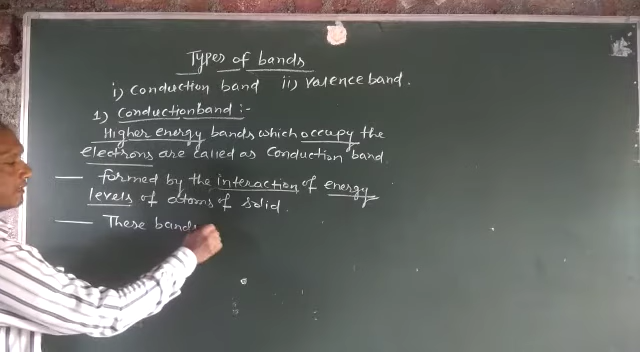 Types of bands
i) Conduction band ii) Valence band.
1) Conduction band :-
Higher energy bands which occupy the
electrons are called as conduction band.
— formed by the interaction of energy
levels of atoms of solid.
— These bands